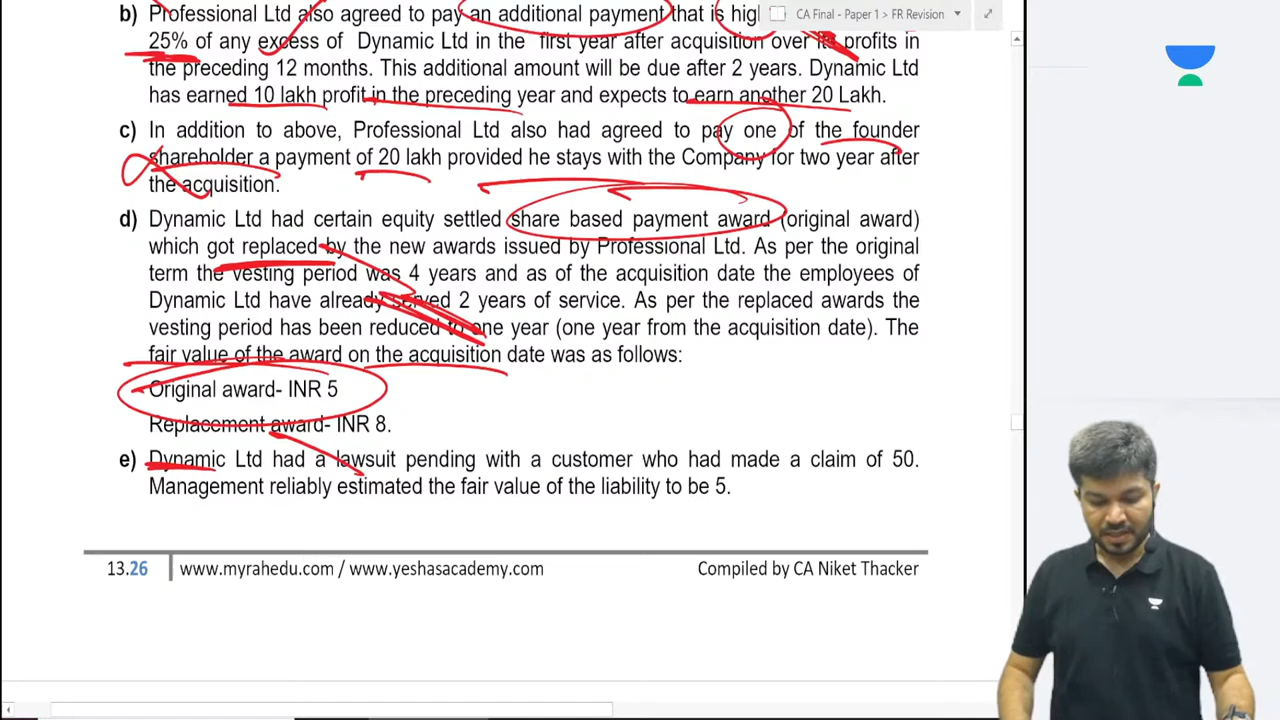 CA Final - Paper 1 > FR Revision
b) Professional Ltd also agreed to pay an additional payment that is hig
25% of any excess of Dynamic Ltd in the first year after acquisition over its profits in
the preceding 12 months. This additional amount will be due after 2 years. Dynamic Ltd
has earned 10 lakh profit in the preceding year and expects to earn another 20 Lakh.
c) In addition to above, Professional Ltd also had agreed to pay one of the founder
shareholder a payment of 20 lakh provided he stays with the Company for two year after
the acquisition.
d) Dynamic Ltd had certain equity settled share based payment award (original award)
which got replaced by the new awards issued by Professional Ltd. As per the original
term the vesting period was 4 years and as of the acquisition date the employees of
Dynamic Ltd have already served 2 years of service. As per the replaced awards the
vesting period has been reduced to one year (one year from the acquisition date). The
fair value of the award on the acquisition date was as follows:
Original award- INR 5
Replacement award- INR 8.
e) Dynamic Ltd had a lawsuit pending with a customer who had made a claim of 50.
Management reliably estimated the fair value of the liability to be 5.
13.26 www.myrahedu.com / www.yeshasacademy.com Compiled by CA Niket Thacker